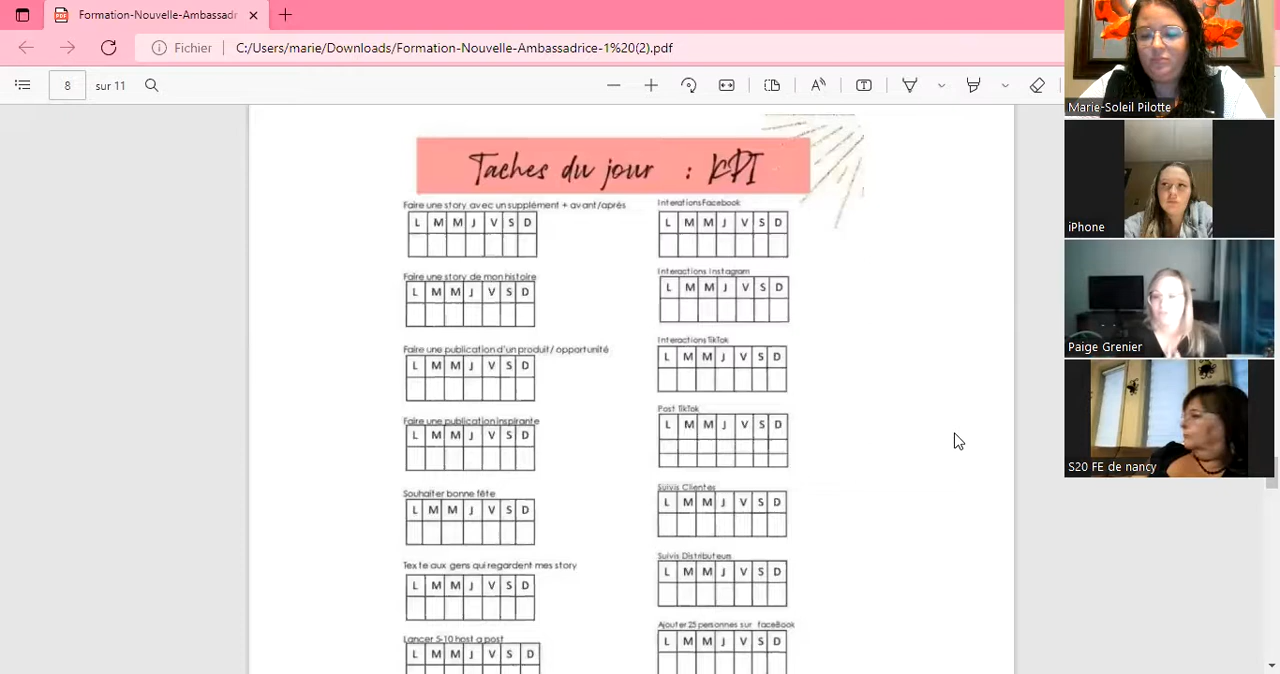 Formation-Nouvelle-Ambassadr
Fichier
C:/Users/marie/Downloads/Formation-Nouvelle-Ambassadrice-1%20(2).pdf
8 sur 11
Taches du jour : KPI
Faire une story avec un supplément + avant/après
L M M J V S D
Faire une story de mon histoire
L M M J V S D
Faire une publication d'un produit/ opportunité
L M M J V S D
Faire une publication inspirante
L M M J V S D
Souhaiter bonne fête
L M M J V S D
Texte aux gens qui regardent mes story
L M M J V S D
Lancer 5-10 host a post
L M M J V S D
Interations Facebook
L M M J V S D
Interactions Instagram
L M M J V S D
Interactions TikTok
L M M J V S D
Post TikTok
L M M J V S D
Suivis Clientes
L M M J V S D
Suivis Distributeurs
L M M J V S D
Ajouter 25 personnes sur faceBook
L M M J V S D
Marie-Soleil Pilotte
iPhone
Paige Grenier
S20 FE de nancy